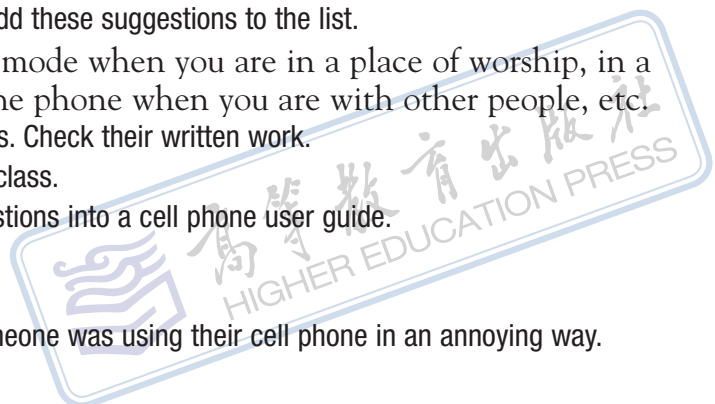 dd these suggestions to the list.
mode when you are in a place of worship, in a
ne phone when you are with other people, etc.
s. Check their written work.
class.
stions into a cell phone user guide.
高等教育出版社
HIGHER EDUCATION PRESS
neone was using their cell phone in an annoying way.